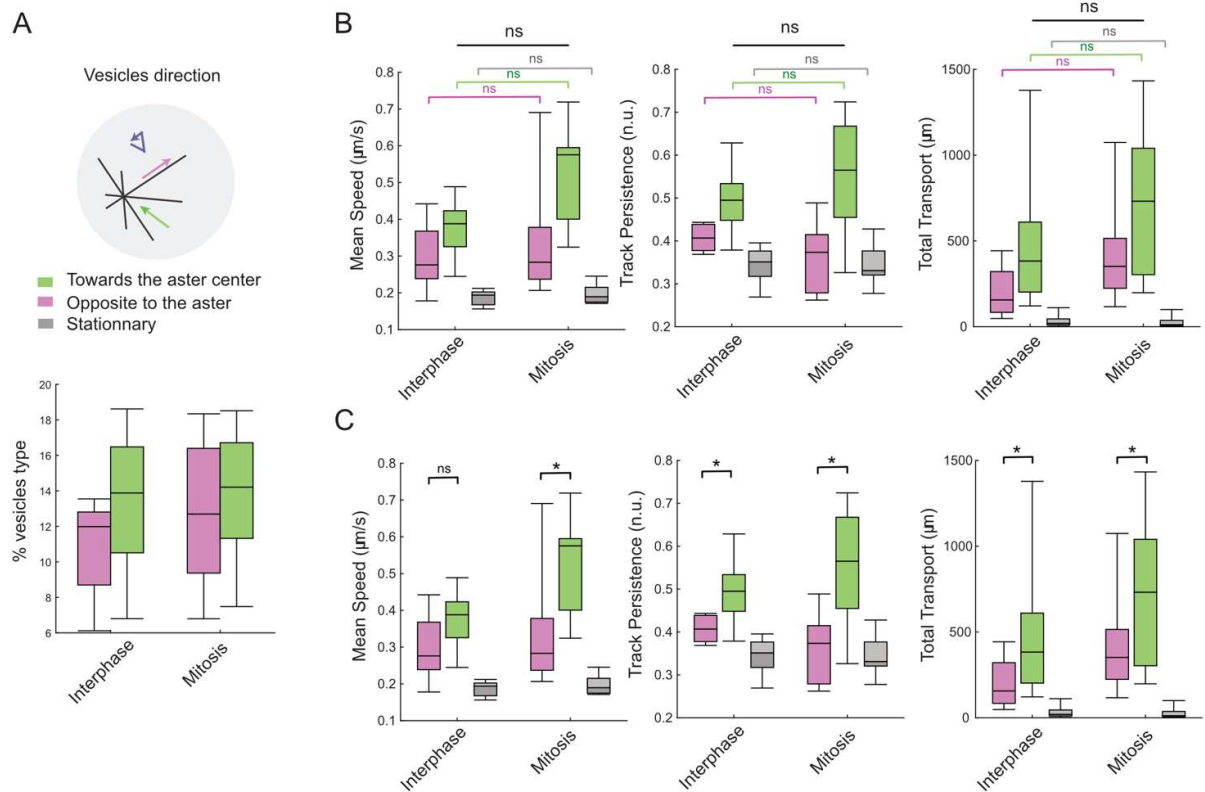 A
Vesicles direction
Towards the aster center
Opposite to the aster
Stationnary
% vesicles type
20
18
16
14
12
10
8
6
Interphase
Mitosis
B
ns
ns
ns
ns
Mean Speed (µm/s)
0.8
0.7
0.6
0.5
0.4
0.3
0.2
0.1
Interphase
Mitosis
ns
ns
ns
ns
Track Persistence (n.u.)
0.8
0.7
0.6
0.5
0.4
0.3
0.2
Interphase
Mitosis
ns
ns
ns
ns
Total Transport (µm)
1500
1000
500
0
Interphase
Mitosis
C
ns
*
Mean Speed (µm/s)
0.8
0.7
0.6
0.5
0.4
0.3
0.2
0.1
Interphase
Mitosis
*
*
Track Persistence (n.u.)
0.8
0.7
0.6
0.5
0.4
0.3
0.2
Interphase
Mitosis
*
*
Total Transport (µm)
1500
1000
500
0
Interphase
Mitosis